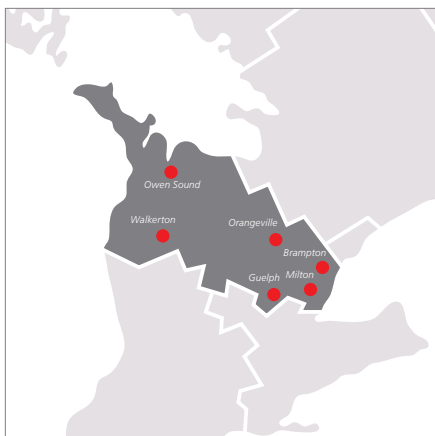 Owen Sound
Walkerton
Orangeville
Brampton
Guelph
Milton